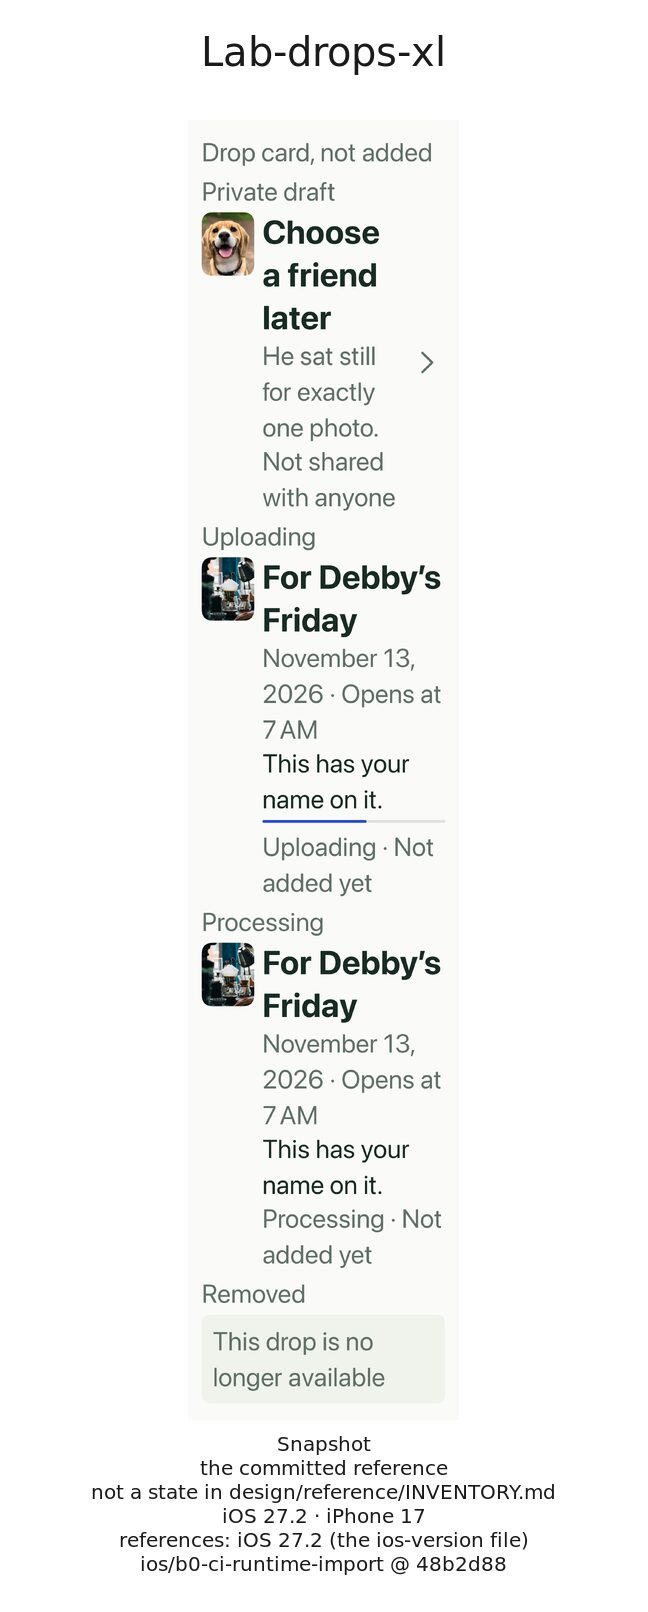 Lab-drops-xl
Drop card, not added
Private draft
Choose
a friend
later
He sat still
for exactly
one photo.
Not shared
with anyone
Uploading
For Debby’s
Friday
November 13,
2026 · Opens at
7 AM
This has your
name on it.
Uploading · Not
added yet
Processing
For Debby’s
Friday
November 13,
2026 · Opens at
7 AM
This has your
name on it.
Processing · Not
added yet
Removed
This drop is no
longer available
Snapshot
the committed reference
not a state in design/reference/INVENTORY.md
iOS 27.2 · iPhone 17
references: iOS 27.2 (the ios-version file)
ios/b0-ci-runtime-import @ 48b2d88